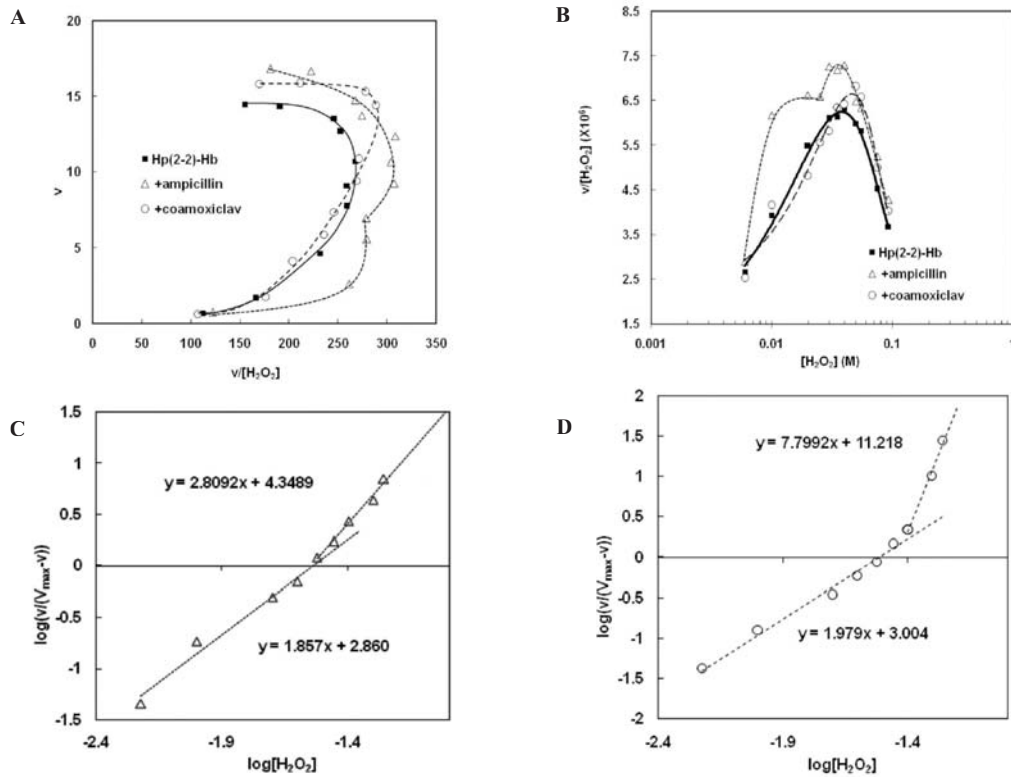 A
20
15
10
5
0
v
Hp(2-2)-Hb
+ampicillin
+coamoxiclav
0 50 100 150 200 250 300 350
v/[H₂O₂]
B
8.5
7.5
6.5
5.5
4.5
3.5
2.5
1.5
v/[H₂O₂] (X10⁶)
Hp(2-2)-Hb
+ampicillin
+coamoxiclav
0.001 0.01 0.1 1
[H₂O₂] (M)
C
1.5
1
0.5
0
-0.5
-1
-1.5
log(v/(Vmax-v))
y = 2.8092x + 4.3489
y = 1.857x + 2.860
-2.4 -1.9 -1.4
log[H₂O₂]
D
2
1.5
1
0.5
0
-0.5
-1
-1.5
-2
log(v/(Vmax-v))
y = 7.7992x + 11.218
y = 1.979x + 3.004
-2.4 -1.9 -1.4
log[H₂O₂]